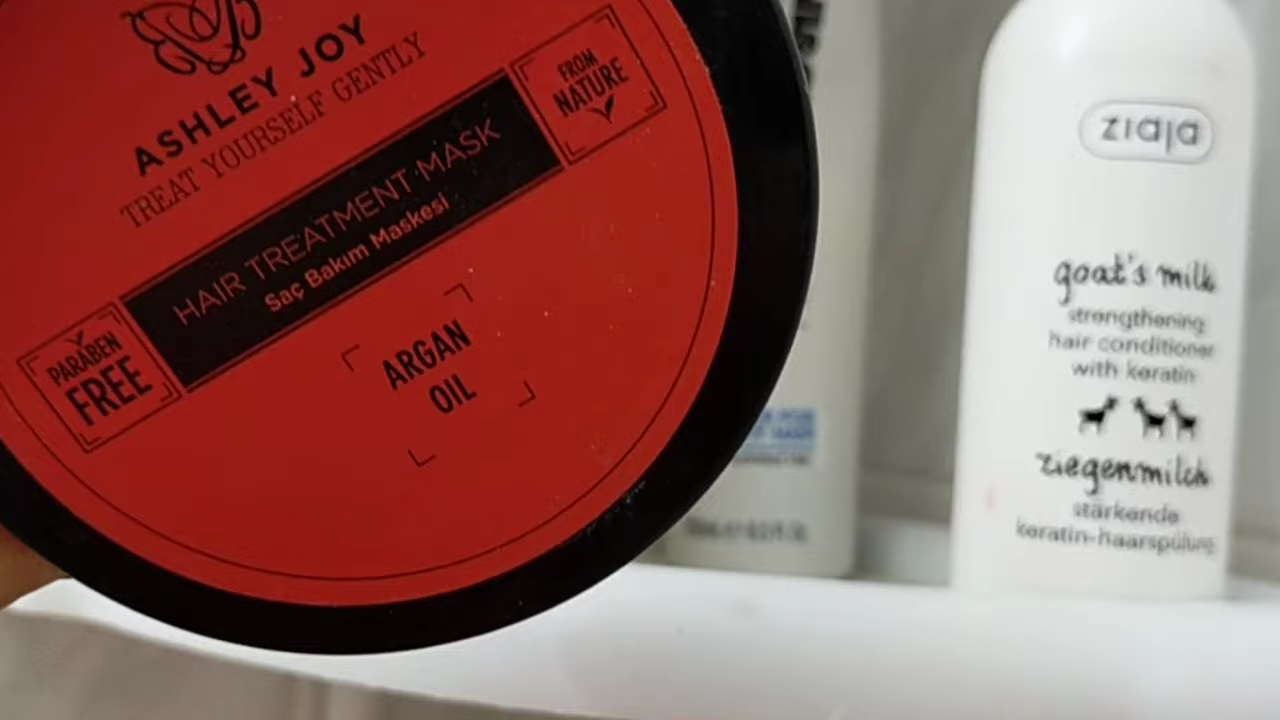 ASHLEY JOY
TREAT YOURSELF GENTLY
FROM
NATURE
HAIR TREATMENT MASK
Saç Bakım Maskesi
PARABEN
FREE
ARGAN
OIL
ziaja
goat's milk
strengthening
hair conditioner
with keratin
ziegenmilch
stärkende
keratin-haarspülung